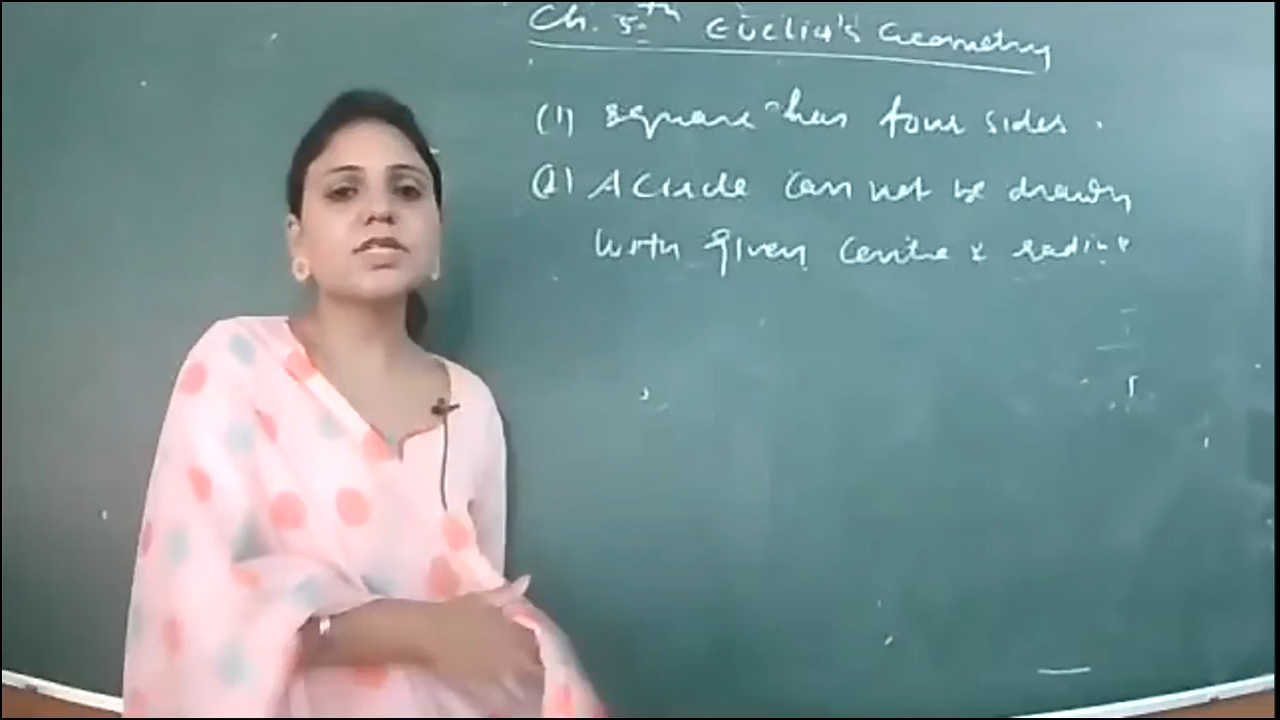 Ch. 5th Euclid's Geometry
(1) square has four sides.
(2) A Circle Can not be drawn
with given Centre & radius